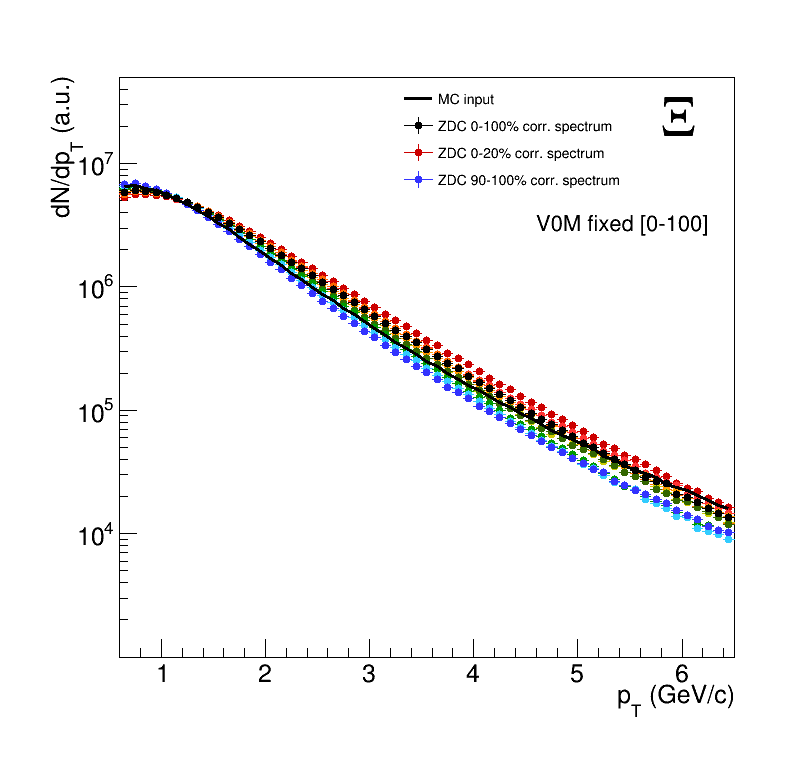 dN/dp_T (a.u.)
MC input
ZDC 0-100% corr. spectrum
ZDC 0-20% corr. spectrum
ZDC 90-100% corr. spectrum
Ξ
V0M fixed [0-100]
10^7
10^6
10^5
10^4
1 2 3 4 5 6
p_T (GeV/c)